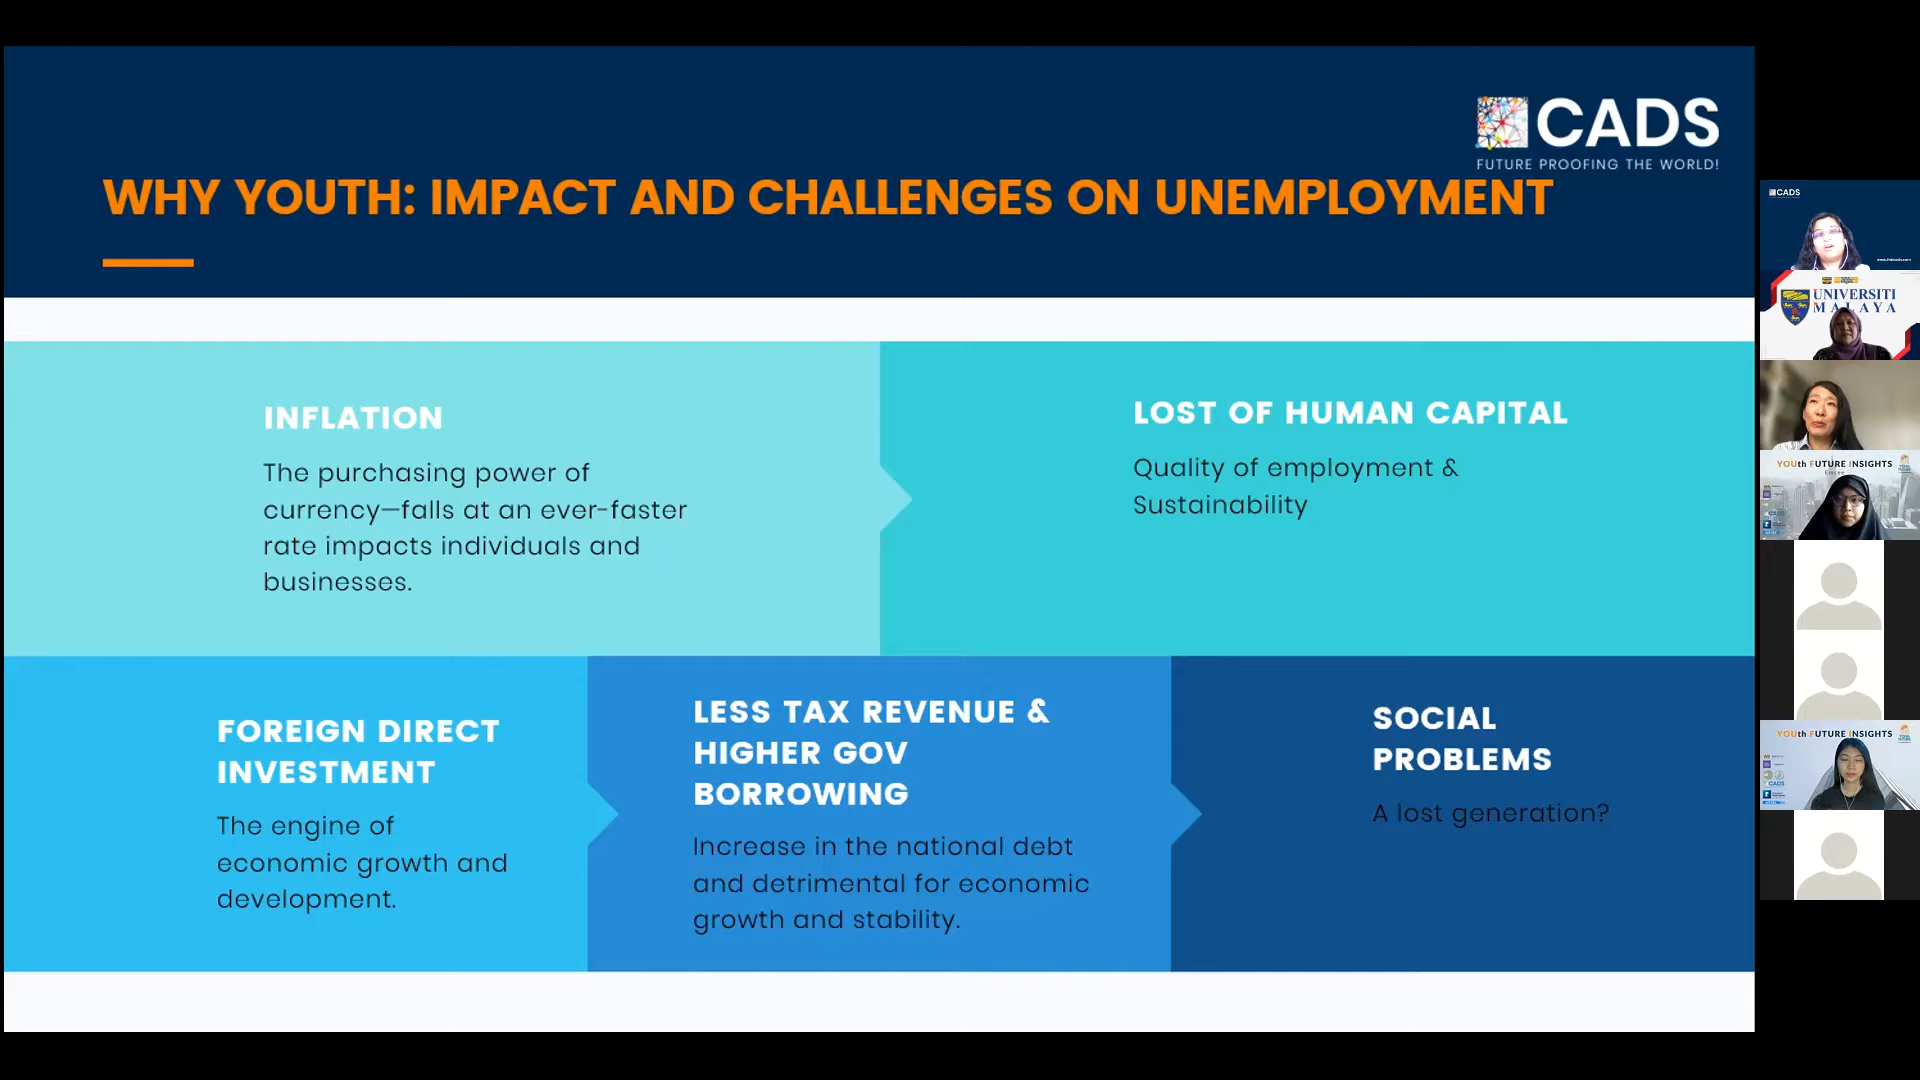 CADS
FUTURE PROOFING THE WORLD!
WHY YOUTH: IMPACT AND CHALLENGES ON UNEMPLOYMENT
INFLATION
The purchasing power of
currency—falls at an ever-faster
rate impacts individuals and
businesses.
LOST OF HUMAN CAPITAL
Quality of employment &
Sustainability
FOREIGN DIRECT
INVESTMENT
The engine of
economic growth and
development.
LESS TAX REVENUE &
HIGHER GOV
BORROWING
Increase in the national debt
and detrimental for economic
growth and stability.
SOCIAL
PROBLEMS
A lost generation?
CADS
UNIVERSITI
MALAYA
YOUth FUTURE INSIGHTS
Emcee
YOUth FUTURE INSIGHTS
CADS